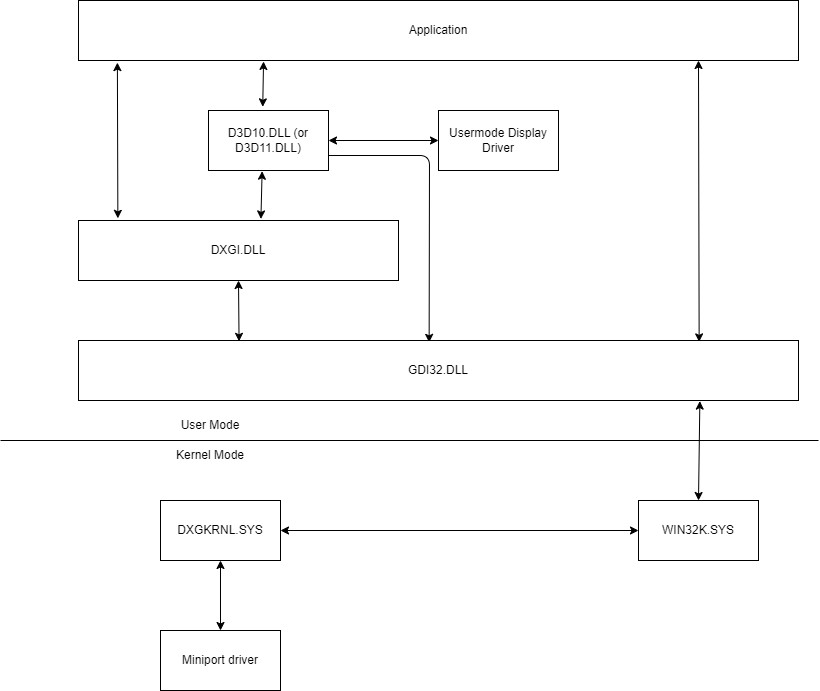 Application
D3D10.DLL (or
D3D11.DLL)
Usermode Display
Driver
DXGI.DLL
GDI32.DLL
User Mode
Kernel Mode
DXGKRNL.SYS
WIN32K.SYS
Miniport driver